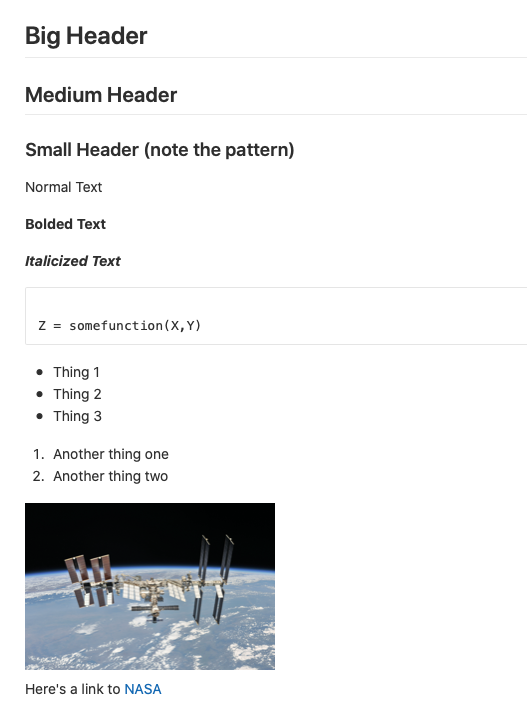 Big Header
Medium Header
Small Header (note the pattern)
Normal Text
Bolded Text
Italicized Text
Z = somefunction(X,Y)
• Thing 1
• Thing 2
• Thing 3
1. Another thing one
2. Another thing two
Here's a link to NASA